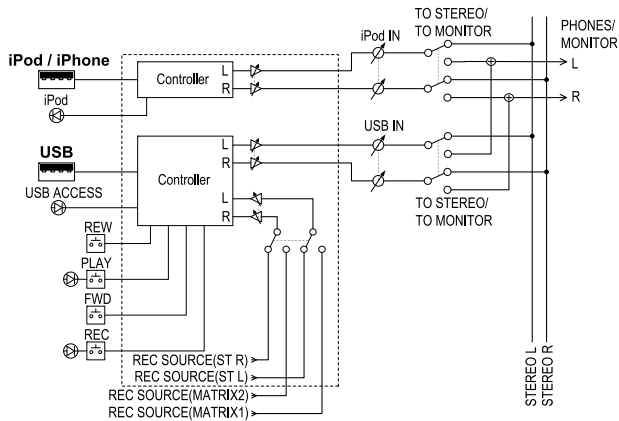 iPod IN
TO STEREO/
TO MONITOR
PHONES/
MONITOR
iPod / iPhone
Controller
L
R
L
R
iPod
USB IN
USB
Controller
L
R
L
R
USB ACCESS
TO STEREO/
TO MONITOR
REW
PLAY
FWD
REC
REC SOURCE(ST R)
REC SOURCE(ST L)
REC SOURCE(MATRIX2)
REC SOURCE(MATRIX1)
STEREO L
STEREO R